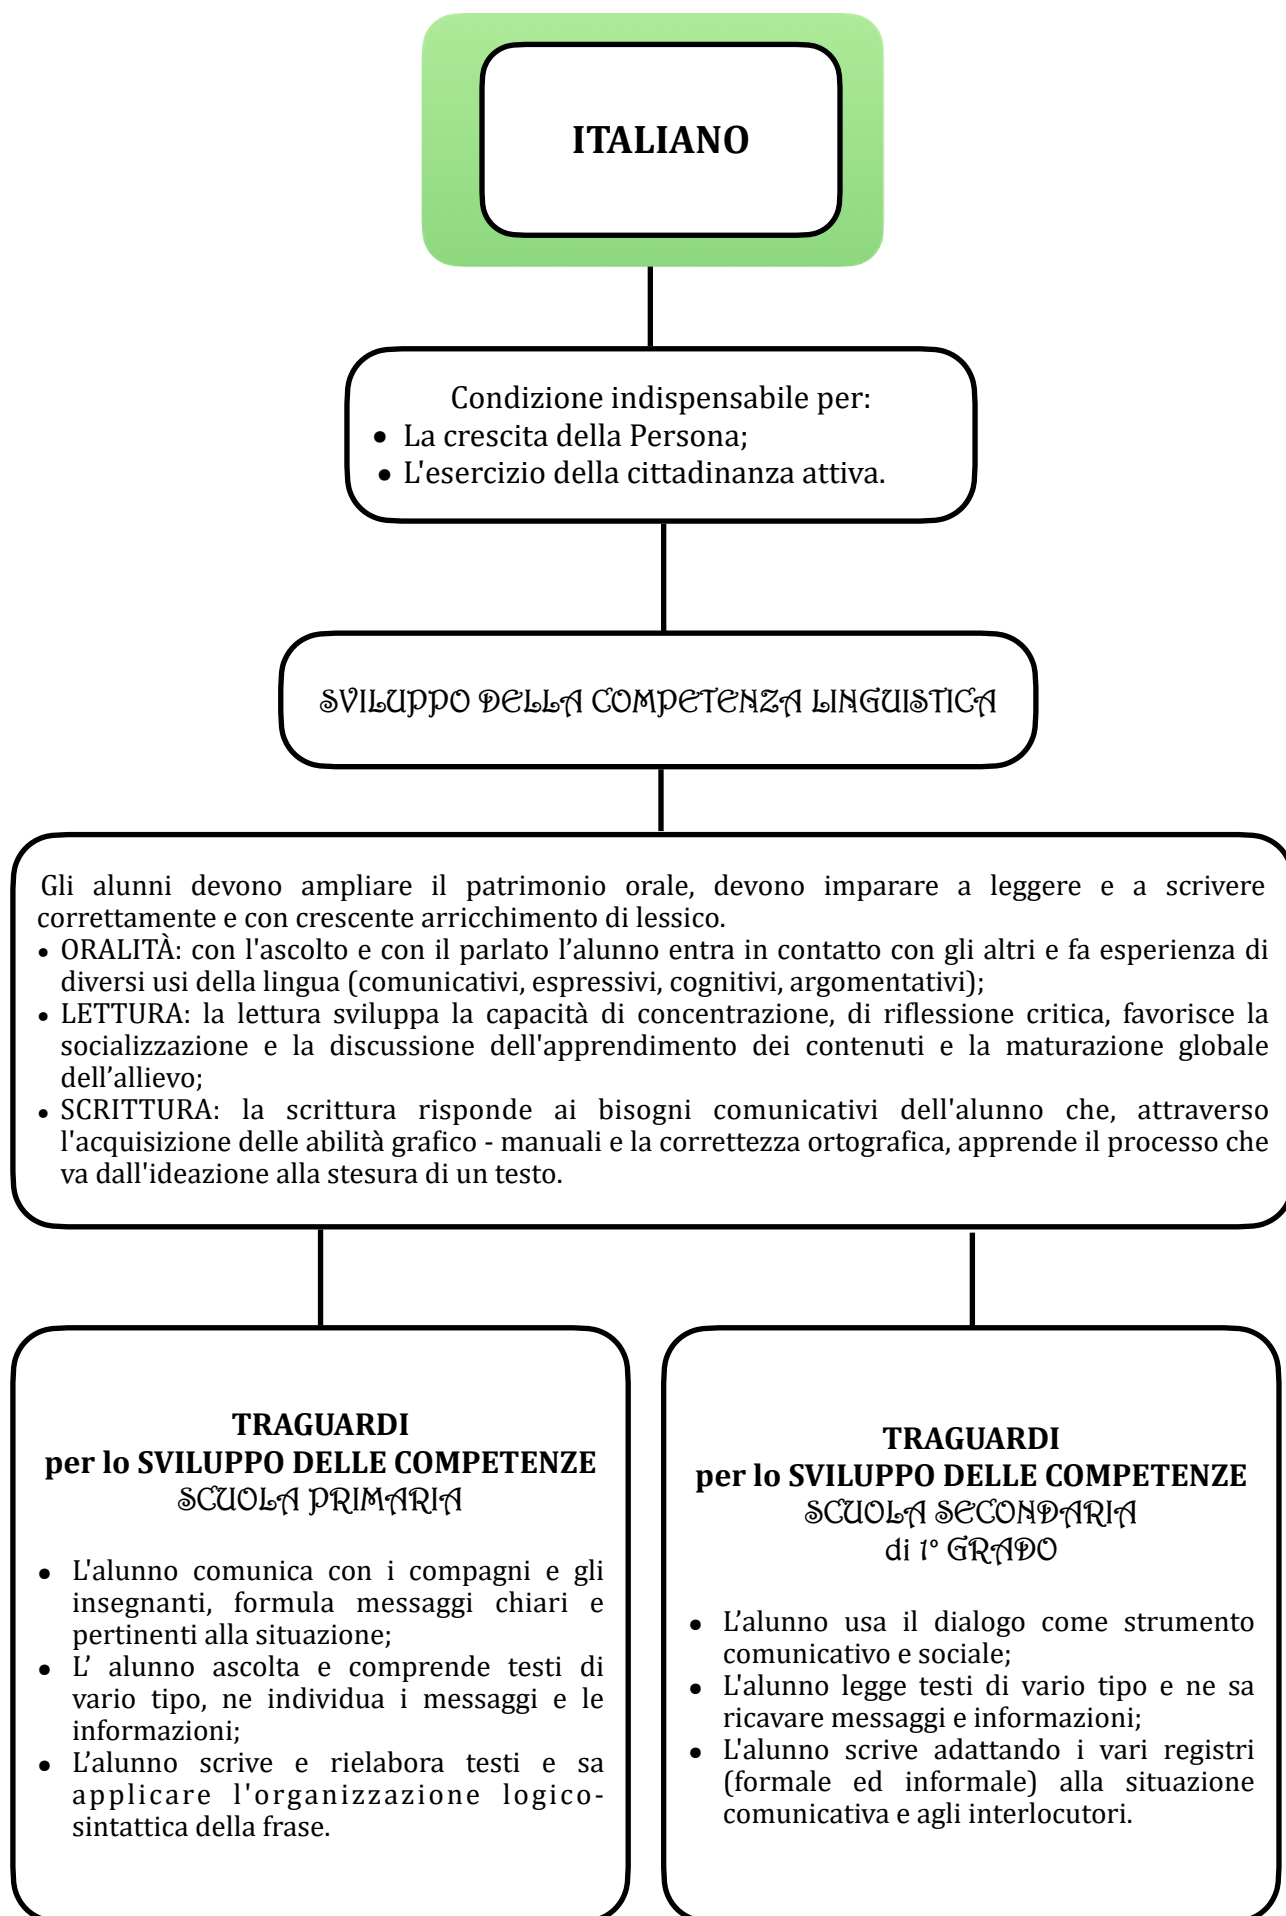 ITALIANO
Condizione indispensabile per:
• La crescita della Persona;
• L'esercizio della cittadinanza attiva.
SVILUPPO DELLA COMPETENZA LINGUISTICA
Gli alunni devono ampliare il patrimonio orale, devono imparare a leggere e a scrivere
correttamente e con crescente arricchimento di lessico.
• ORALITÀ: con l'ascolto e con il parlato l’alunno entra in contatto con gli altri e fa esperienza di
diversi usi della lingua (comunicativi, espressivi, cognitivi, argomentativi);
• LETTURA: la lettura sviluppa la capacità di concentrazione, di riflessione critica, favorisce la
socializzazione e la discussione dell'apprendimento dei contenuti e la maturazione globale
dell’allievo;
• SCRITTURA: la scrittura risponde ai bisogni comunicativi dell'alunno che, attraverso
l'acquisizione delle abilità grafico - manuali e la correttezza ortografica, apprende il processo che
va dall'ideazione alla stesura di un testo.
TRAGUARDI
per lo SVILUPPO DELLE COMPETENZE
SCUOLA PRIMARIA
• L'alunno comunica con i compagni e gli
insegnanti, formula messaggi chiari e
pertinenti alla situazione;
• L’ alunno ascolta e comprende testi di
vario tipo, ne individua i messaggi e le
informazioni;
• L’alunno scrive e rielabora testi e sa
applicare l'organizzazione logico-
sintattica della frase.
TRAGUARDI
per lo SVILUPPO DELLE COMPETENZE
SCUOLA SECONDARIA
di 1° GRADO
• L’alunno usa il dialogo come strumento
comunicativo e sociale;
• L'alunno legge testi di vario tipo e ne sa
ricavare messaggi e informazioni;
• L'alunno scrive adattando i vari registri
(formale ed informale) alla situazione
comunicativa e agli interlocutori.